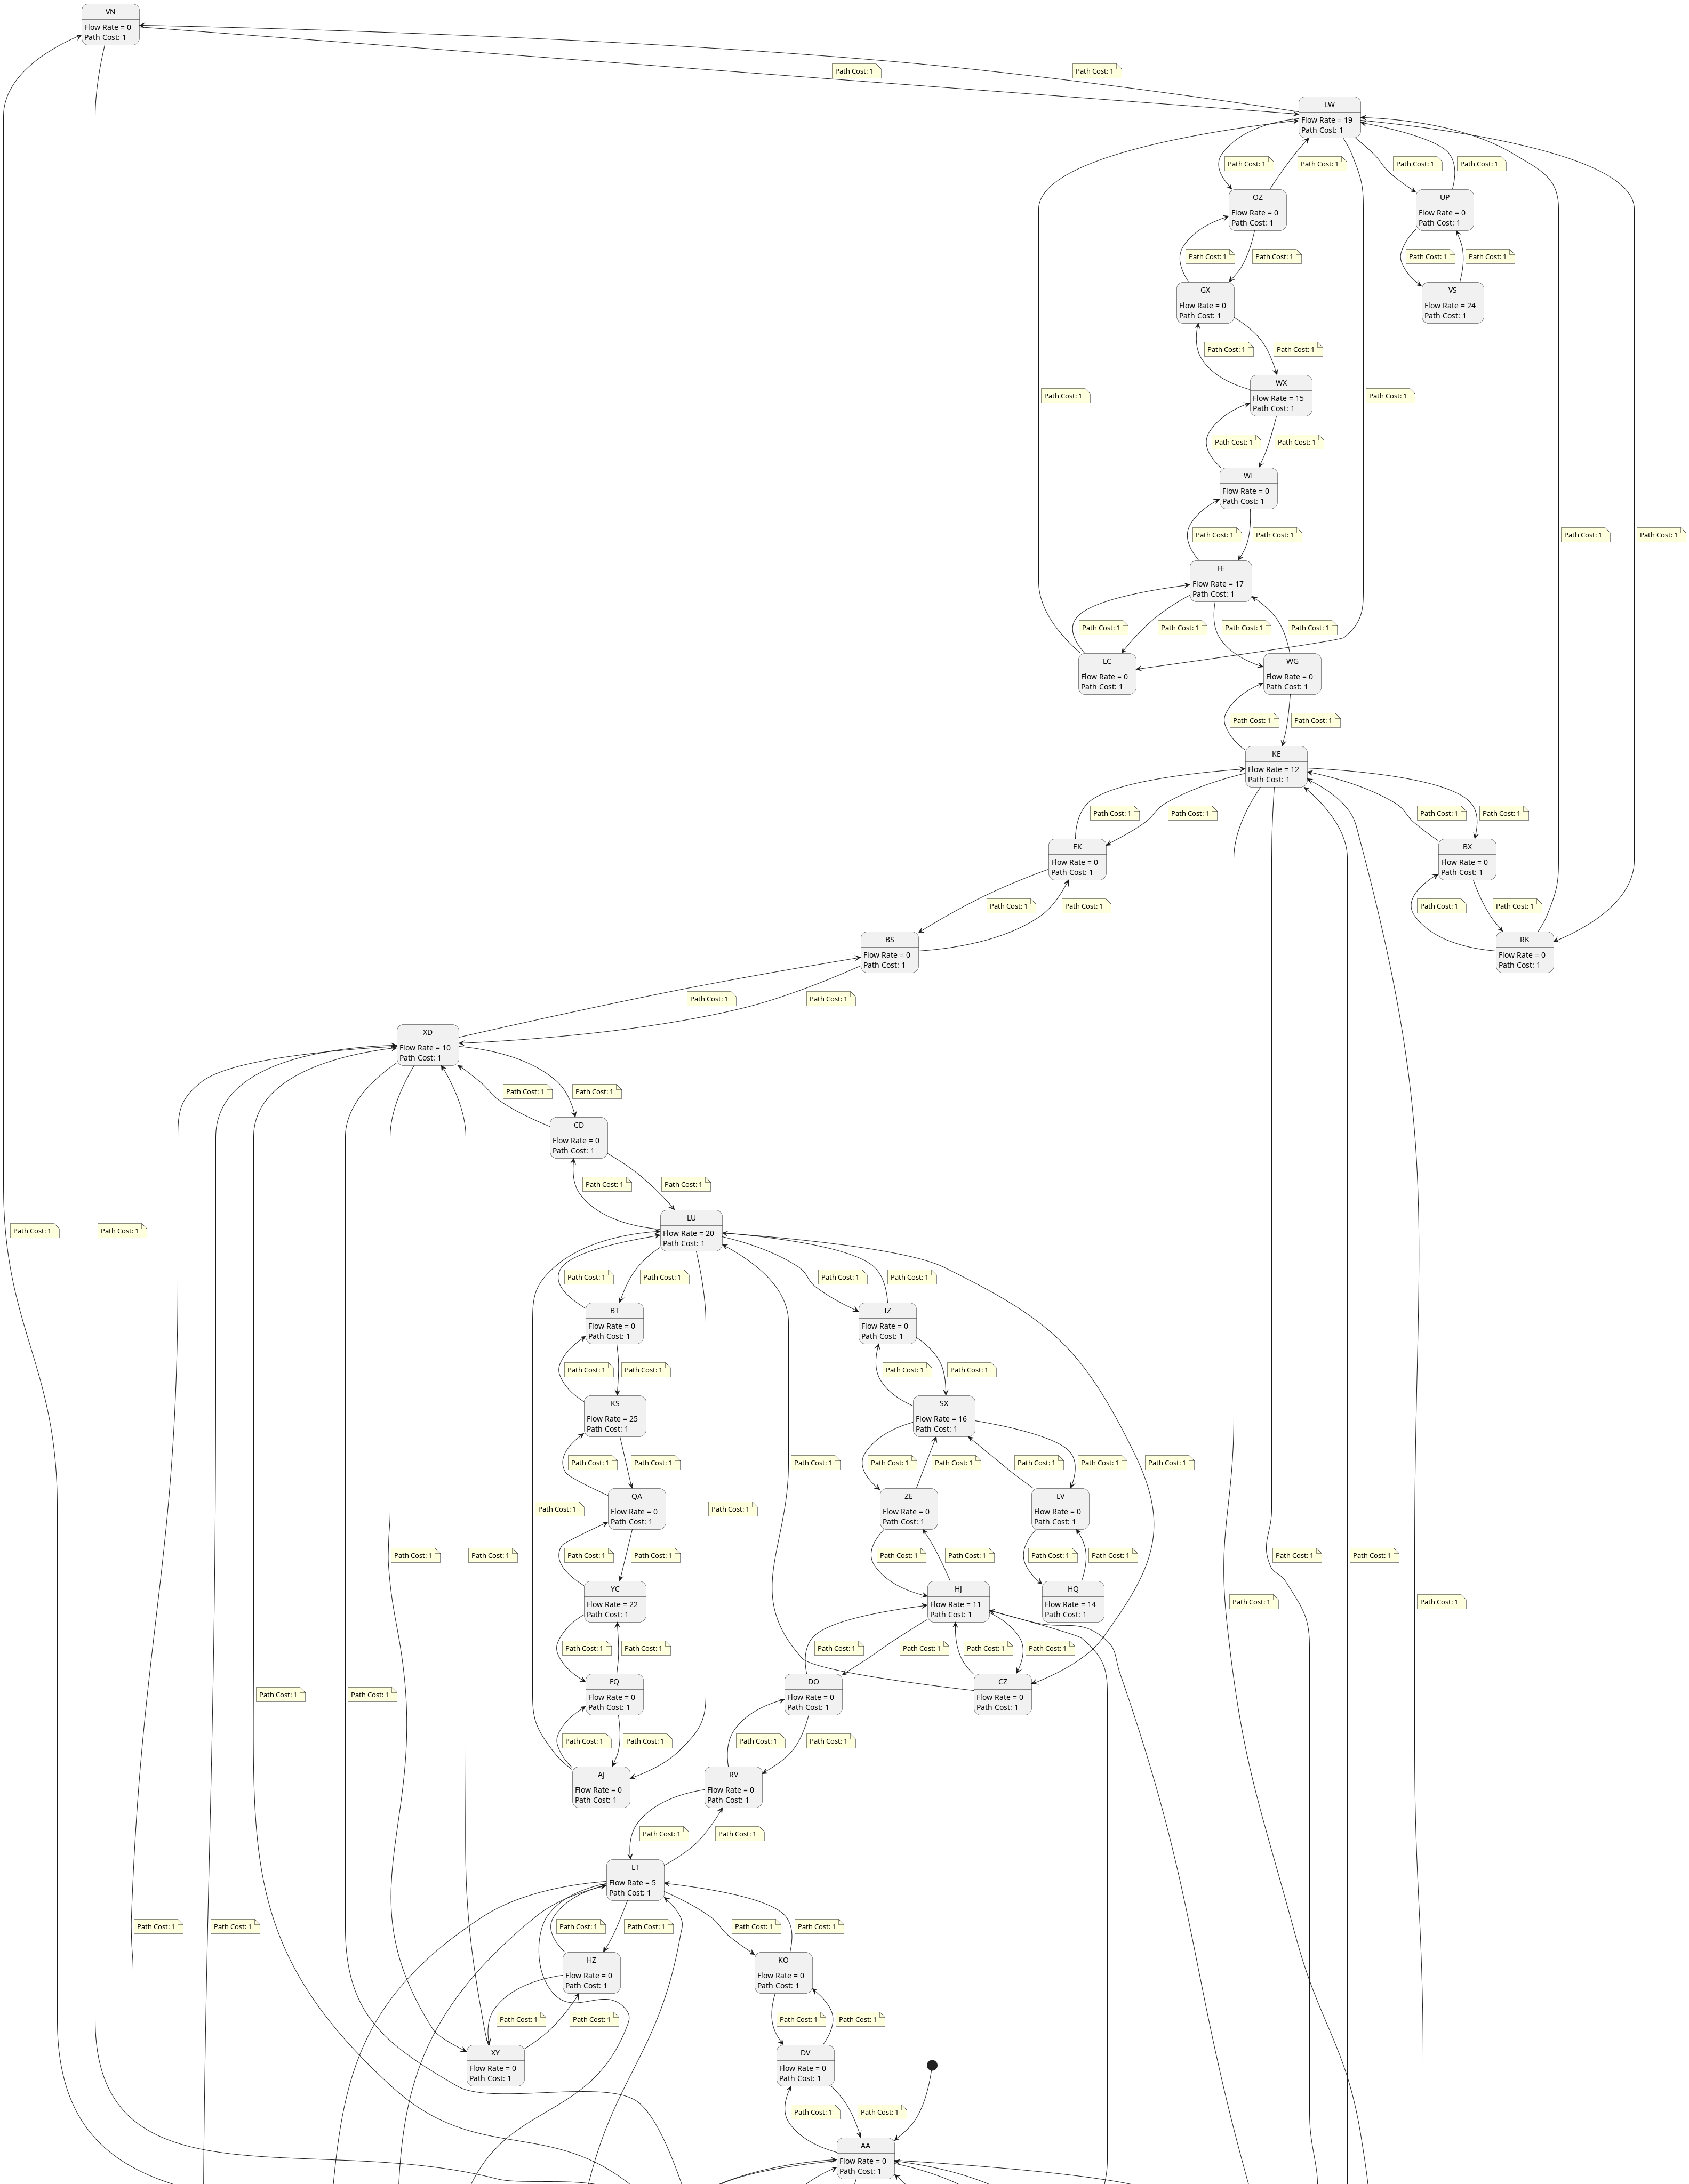 VN
Flow Rate = 0
Path Cost: 1
Path Cost: 1
Path Cost: 1
LW
Flow Rate = 19
Path Cost: 1
Path Cost: 1
Path Cost: 1
Path Cost: 1
Path Cost: 1
OZ
Flow Rate = 0
Path Cost: 1
UP
Flow Rate = 0
Path Cost: 1
Path Cost: 1
Path Cost: 1
Path Cost: 1
Path Cost: 1
GX
Flow Rate = 0
Path Cost: 1
VS
Flow Rate = 24
Path Cost: 1
Path Cost: 1
Path Cost: 1
Path Cost: 1
Path Cost: 1
WX
Flow Rate = 15
Path Cost: 1
Path Cost: 1
Path Cost: 1
WI
Flow Rate = 0
Path Cost: 1
Path Cost: 1
Path Cost: 1
Path Cost: 1
Path Cost: 1
FE
Flow Rate = 17
Path Cost: 1
Path Cost: 1
Path Cost: 1
Path Cost: 1
Path Cost: 1
LC
Flow Rate = 0
Path Cost: 1
WG
Flow Rate = 0
Path Cost: 1
Path Cost: 1
Path Cost: 1
KE
Flow Rate = 12
Path Cost: 1
Path Cost: 1
Path Cost: 1
Path Cost: 1
Path Cost: 1
EK
Flow Rate = 0
Path Cost: 1
BX
Flow Rate = 0
Path Cost: 1
Path Cost: 1
Path Cost: 1
Path Cost: 1
Path Cost: 1
BS
Flow Rate = 0
Path Cost: 1
RK
Flow Rate = 0
Path Cost: 1
Path Cost: 1
Path Cost: 1
XD
Flow Rate = 10
Path Cost: 1
Path Cost: 1
Path Cost: 1
CD
Flow Rate = 0
Path Cost: 1
Path Cost: 1
Path Cost: 1
LU
Flow Rate = 20
Path Cost: 1
Path Cost: 1
Path Cost: 1
Path Cost: 1
Path Cost: 1
Path Cost: 1
Path Cost: 1
BT
Flow Rate = 0
Path Cost: 1
IZ
Flow Rate = 0
Path Cost: 1
Path Cost: 1
Path Cost: 1
Path Cost: 1
Path Cost: 1
KS
Flow Rate = 25
Path Cost: 1
SX
Flow Rate = 16
Path Cost: 1
Path Cost: 1
Path Cost: 1
Path Cost: 1
Path Cost: 1
Path Cost: 1
Path Cost: 1
Path Cost: 1
Path Cost: 1
QA
Flow Rate = 0
Path Cost: 1
ZE
Flow Rate = 0
Path Cost: 1
LV
Flow Rate = 0
Path Cost: 1
Path Cost: 1
Path Cost: 1
Path Cost: 1
Path Cost: 1
Path Cost: 1
Path Cost: 1
Path Cost: 1
Path Cost: 1
Path Cost: 1
Path Cost: 1
Path Cost: 1
Path Cost: 1
YC
Flow Rate = 22
Path Cost: 1
HJ
Flow Rate = 11
Path Cost: 1
HQ
Flow Rate = 14
Path Cost: 1
Path Cost: 1
Path Cost: 1
Path Cost: 1
Path Cost: 1
Path Cost: 1
Path Cost: 1
Path Cost: 1
Path Cost: 1
FQ
Flow Rate = 0
Path Cost: 1
DO
Flow Rate = 0
Path Cost: 1
CZ
Flow Rate = 0
Path Cost: 1
Path Cost: 1
Path Cost: 1
Path Cost: 1
Path Cost: 1
Path Cost: 1
Path Cost: 1
AJ
Flow Rate = 0
Path Cost: 1
RV
Flow Rate = 0
Path Cost: 1
Path Cost: 1
Path Cost: 1
LT
Flow Rate = 5
Path Cost: 1
Path Cost: 1
Path Cost: 1
Path Cost: 1
Path Cost: 1
Path Cost: 1
Path Cost: 1
HZ
Flow Rate = 0
Path Cost: 1
KO
Flow Rate = 0
Path Cost: 1
Path Cost: 1
Path Cost: 1
Path Cost: 1
Path Cost: 1
XY
Flow Rate = 0
Path Cost: 1
DV
Flow Rate = 0
Path Cost: 1
Path Cost: 1
Path Cost: 1
AA
Flow Rate = 0
Path Cost: 1